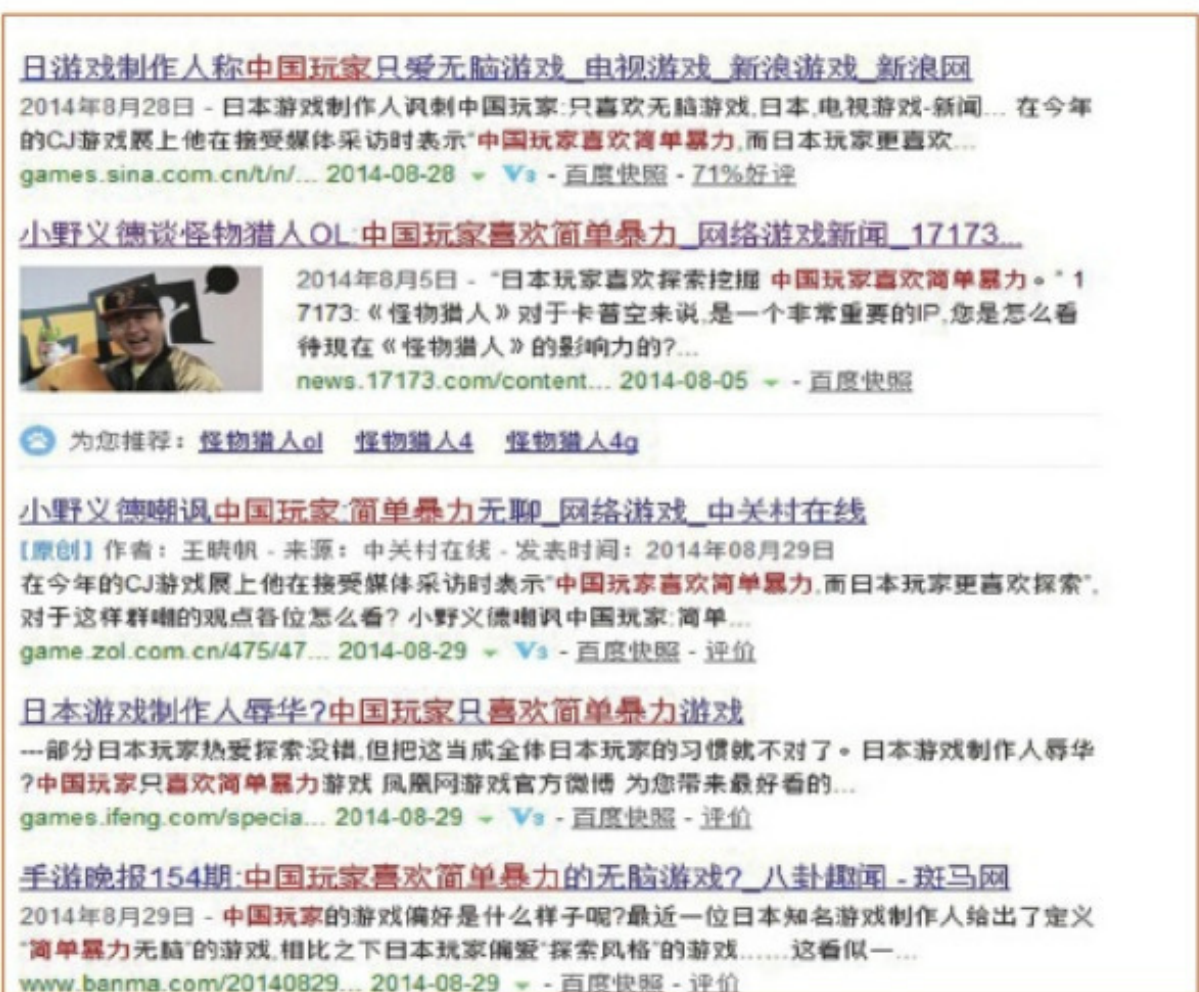 日游戏制作人称中国玩家只爱无脑游戏_电视游戏_新浪游戏_新浪网
2014年8月28日 - 日本游戏制作人讽刺中国玩家:只喜欢无脑游戏,日本,电视游戏-新闻... 在今年
的CJ游戏展上他在接受媒体采访时表示"中国玩家喜欢简单暴力,而日本玩家更喜欢...
games.sina.com.cn/t/n/... 2014-08-28 - V3 - 百度快照 - 71%好评
小野义德谈怪物猎人OL:中国玩家喜欢简单暴力_网络游戏新闻_17173...
2014年8月5日 - "日本玩家喜欢探索挖掘 中国玩家喜欢简单暴力。" 1
7173:《怪物猎人》对于卡普空来说,是一个非常重要的IP,您是怎么看
待现在《怪物猎人》的影响力的?...
news.17173.com/content... 2014-08-05 - 百度快照
为您推荐: 怪物猎人ol 怪物猎人4 怪物猎人4g
小野义德嘲讽中国玩家:简单暴力无聊_网络游戏_中关村在线
[原创] 作者: 王晓帆 - 来源: 中关村在线 - 发表时间: 2014年08月29日
在今年的CJ游戏展上他在接受媒体采访时表示"中国玩家喜欢简单暴力,而日本玩家更喜欢探索",
对于这样群嘲的观点各位怎么看? 小野义德嘲讽中国玩家:简单...
game.zol.com.cn/475/47... 2014-08-29 - V3 - 百度快照 - 评价
日本游戏制作人辱华?中国玩家只喜欢简单暴力游戏
---部分日本玩家热爱探索没错,但把这当成全体日本玩家的习惯就不对了。日本游戏制作人辱华
?中国玩家只喜欢简单暴力游戏 凤凰网游戏官方微博 为您带来最好看的...
games.ifeng.com/specia... 2014-08-29 - V3 - 百度快照 - 评价
手游晚报154期:中国玩家喜欢简单暴力的无脑游戏?_八卦趣闻 - 斑马网
2014年8月29日 - 中国玩家的游戏偏好是什么样子呢?最近一位日本知名游戏制作人给出了定义
"简单暴力无脑"的游戏,相比之下日本玩家偏爱"探索风格"的游戏......这看似一...
www.banma.com/20140829... 2014-08-29 - 百度快照 - 评价